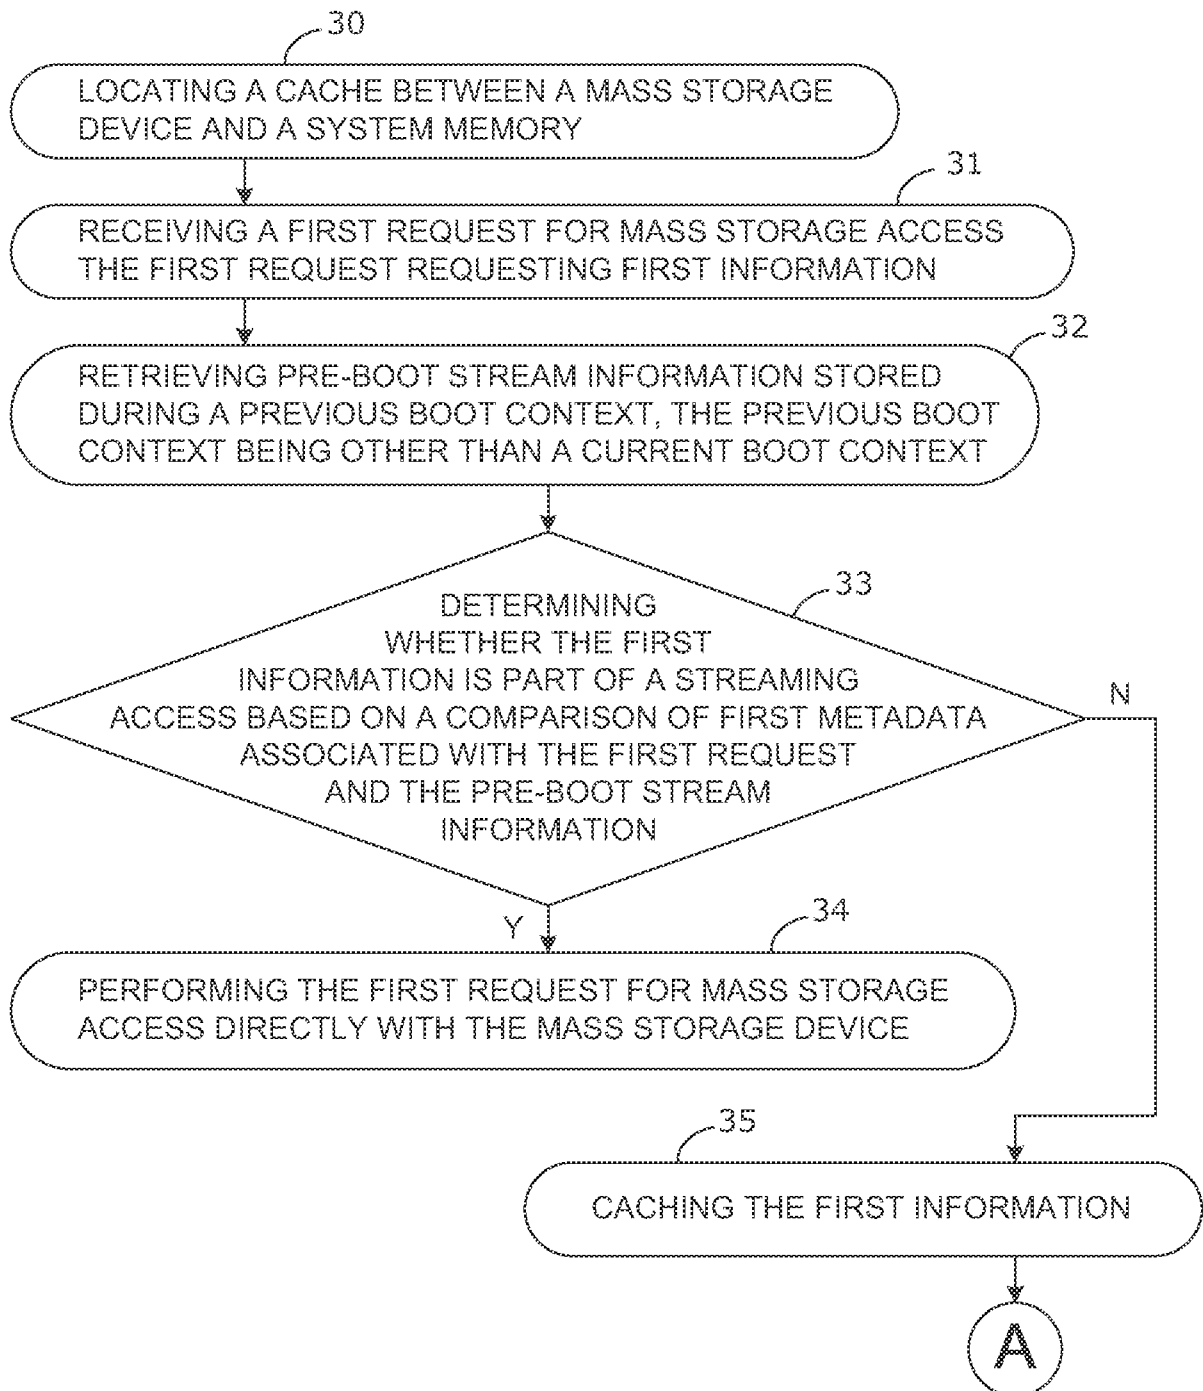 30
LOCATING A CACHE BETWEEN A MASS STORAGE
DEVICE AND A SYSTEM MEMORY
31
RECEIVING A FIRST REQUEST FOR MASS STORAGE ACCESS
THE FIRST REQUEST REQUESTING FIRST INFORMATION
32
RETRIEVING PRE-BOOT STREAM INFORMATION STORED
DURING A PREVIOUS BOOT CONTEXT, THE PREVIOUS BOOT
CONTEXT BEING OTHER THAN A CURRENT BOOT CONTEXT
33
DETERMINING
WHETHER THE FIRST
INFORMATION IS PART OF A STREAMING
ACCESS BASED ON A COMPARISON OF FIRST METADATA
ASSOCIATED WITH THE FIRST REQUEST
AND THE PRE-BOOT STREAM
INFORMATION
N
Y
34
PERFORMING THE FIRST REQUEST FOR MASS STORAGE
ACCESS DIRECTLY WITH THE MASS STORAGE DEVICE
35
CACHING THE FIRST INFORMATION
A